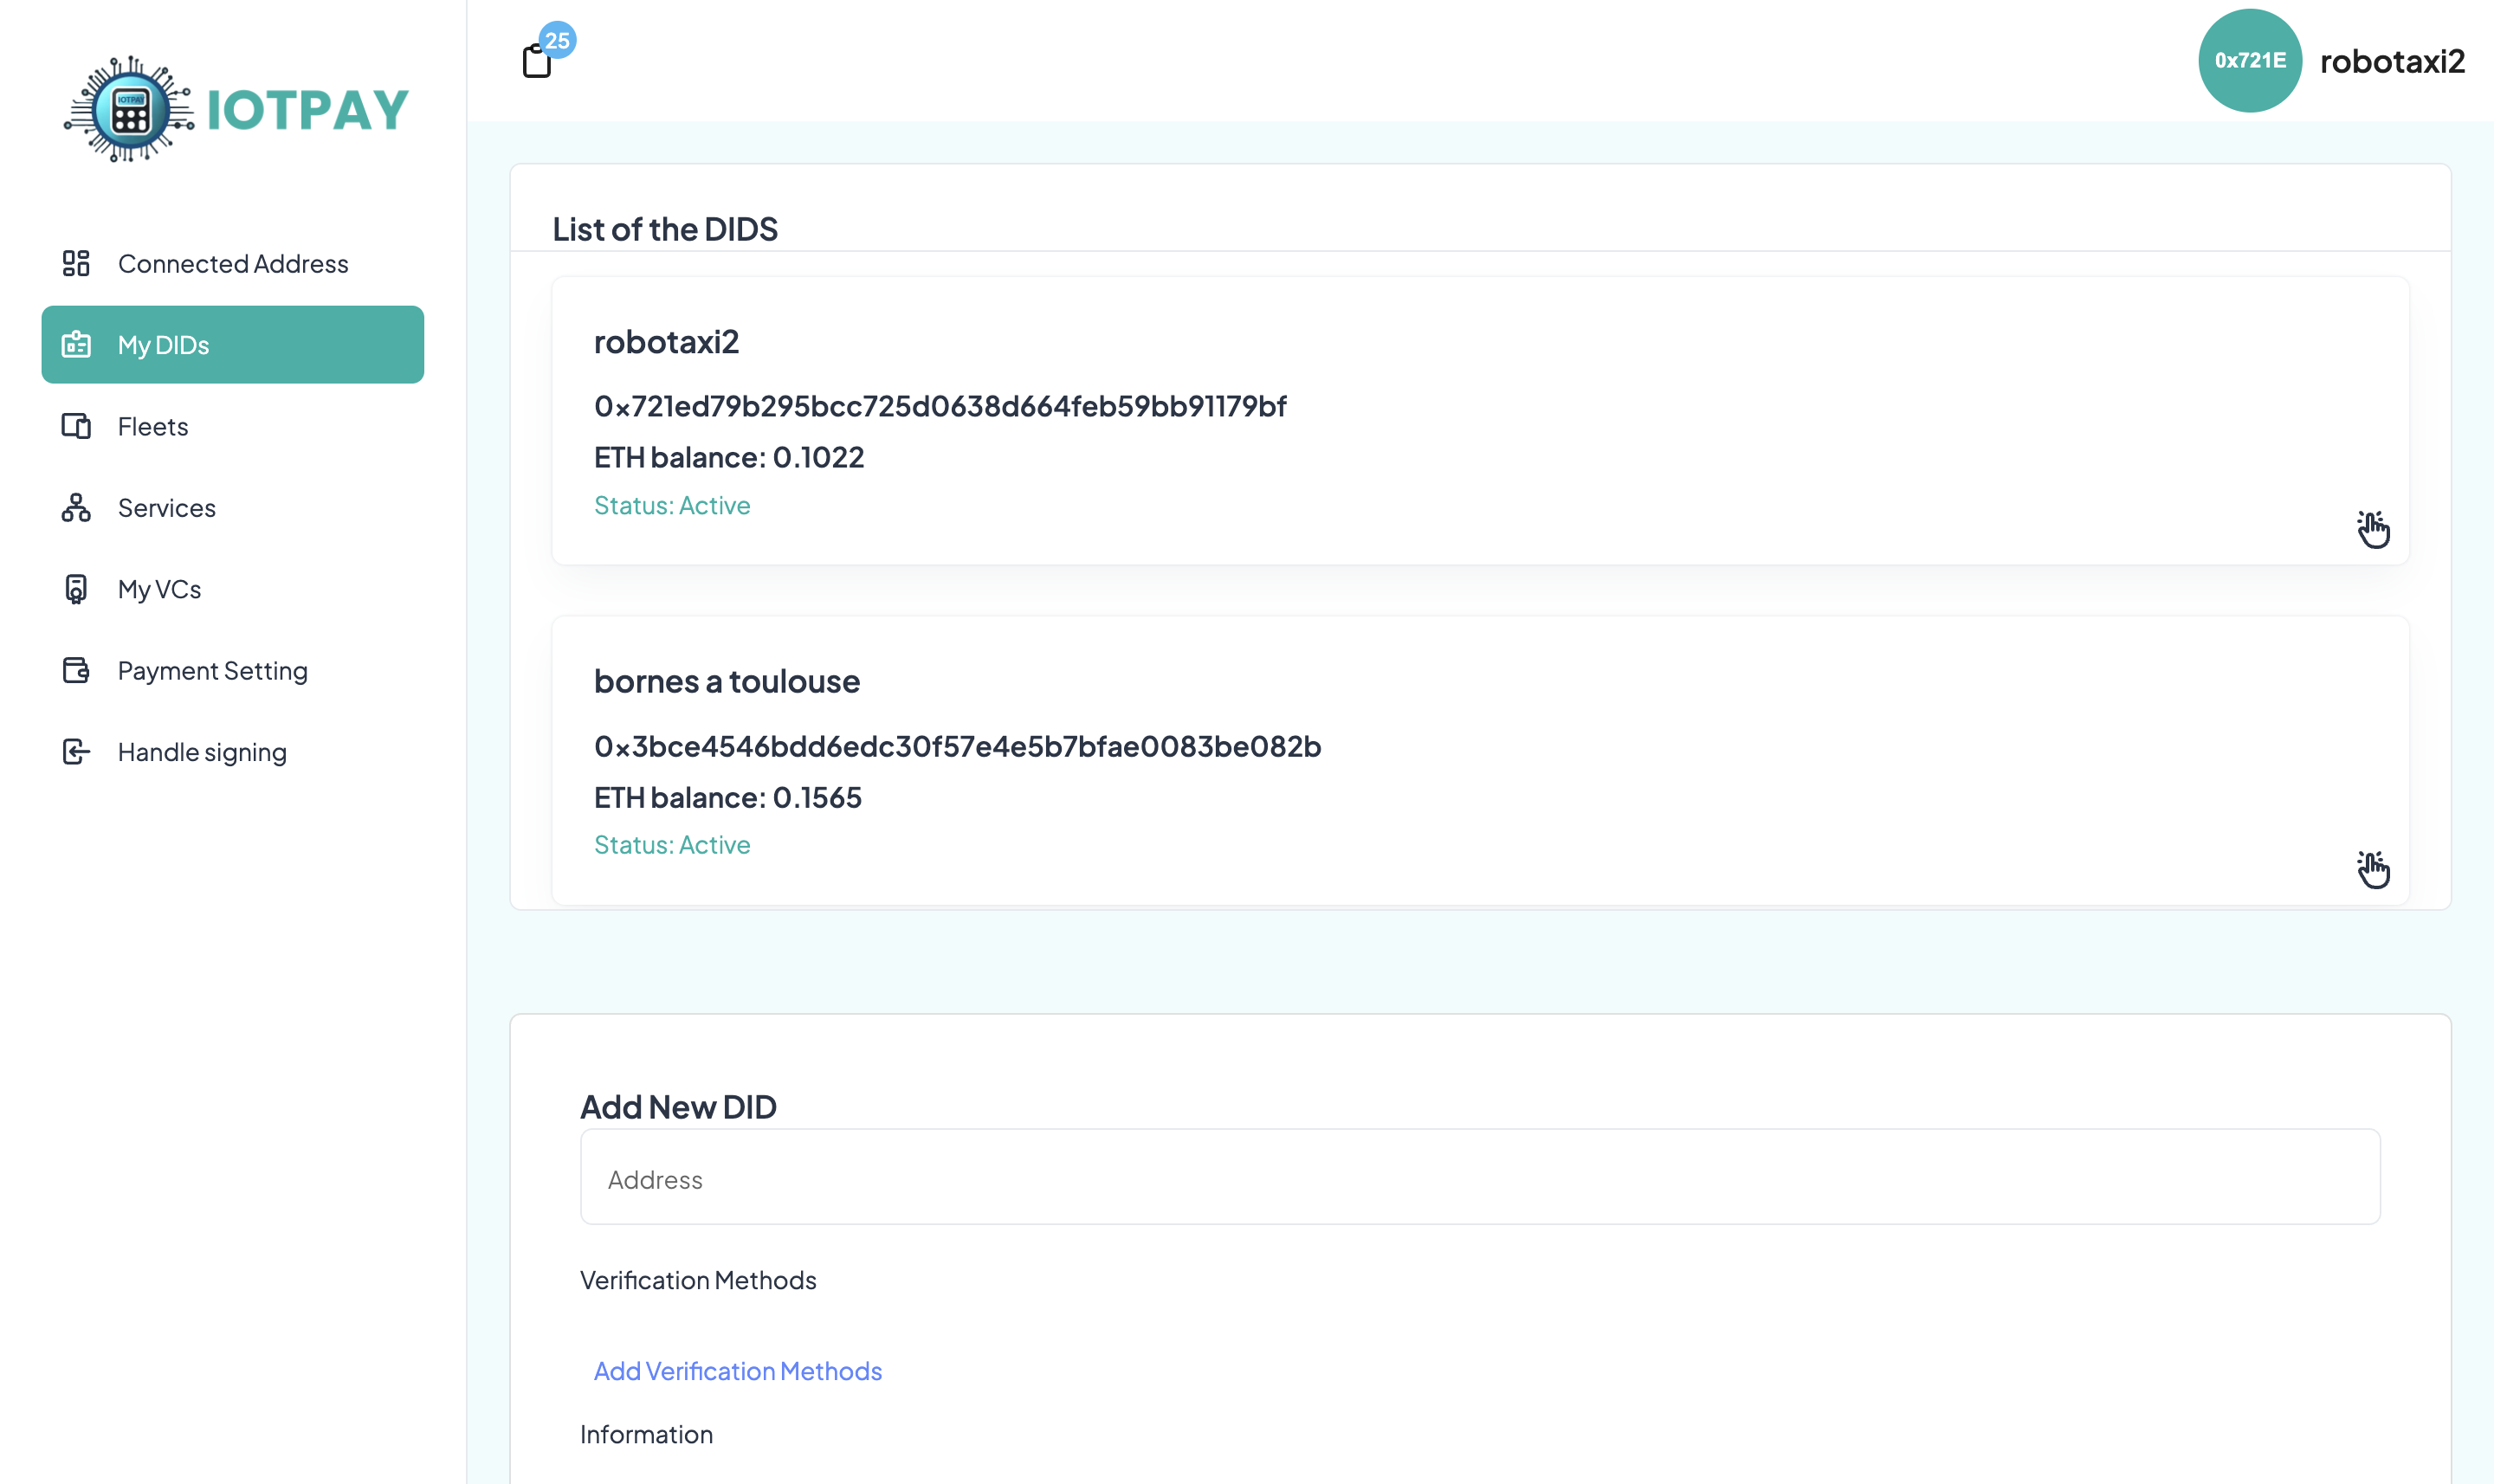 IOTPAY
IOTPAY
Connected Address
My DIDs
Fleets
Services
My VCs
Payment Setting
Handle signing
25
0x721E
robotaxi2
List of the DIDS
robotaxi2
0x721ed79b295bcc725d0638d664feb59bb91179bf
ETH balance: 0.1022
Status: Active
bornes a toulouse
0x3bce4546bdd6edc30f57e4e5b7bfae0083be082b
ETH balance: 0.1565
Status: Active
Add New DID
Address
Verification Methods
Add Verification Methods
Information